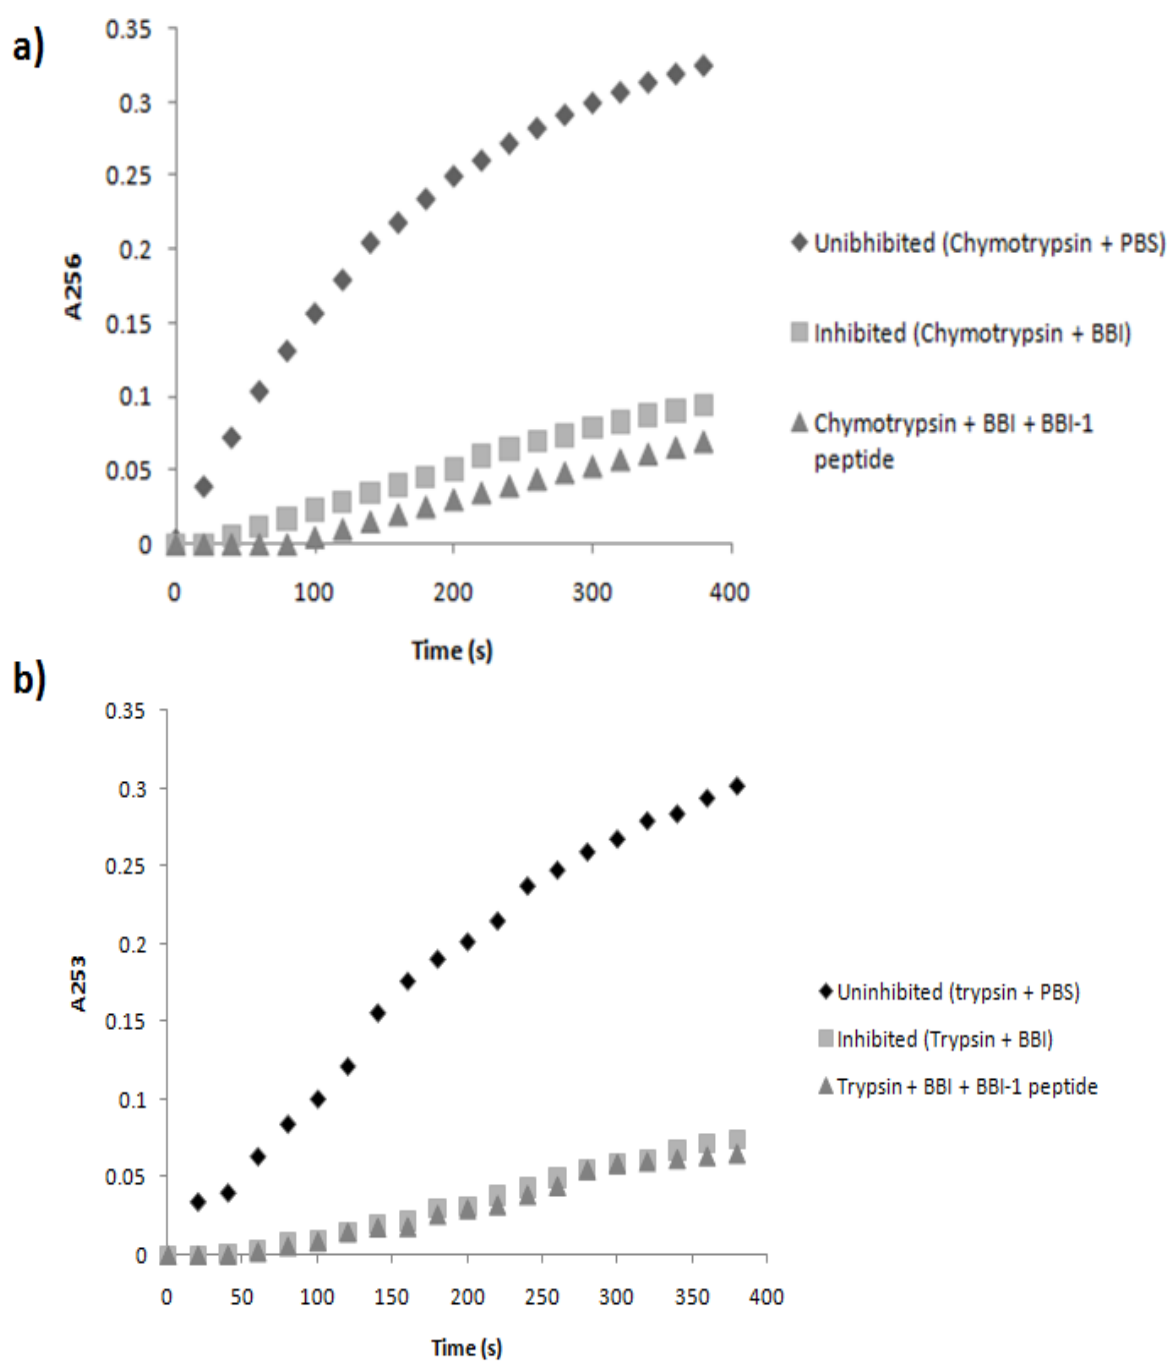 a)
0.35
0.3
0.25
0.2
0.15
0.1
0.05
0
A256
0 100 200 300 400
Time (s)
Unibhibited (Chymotrypsin + PBS)
Inhibited (Chymotrypsin + BBI)
Chymotrypsin + BBI + BBI-1
peptide
b)
0.35
0.3
0.25
0.2
0.15
0.1
0.05
0
A253
0 50 100 150 200 250 300 350 400
Time (s)
Uninhibited (trypsin + PBS)
Inhibited (Trypsin + BBI)
Trypsin + BBI + BBI-1 peptide